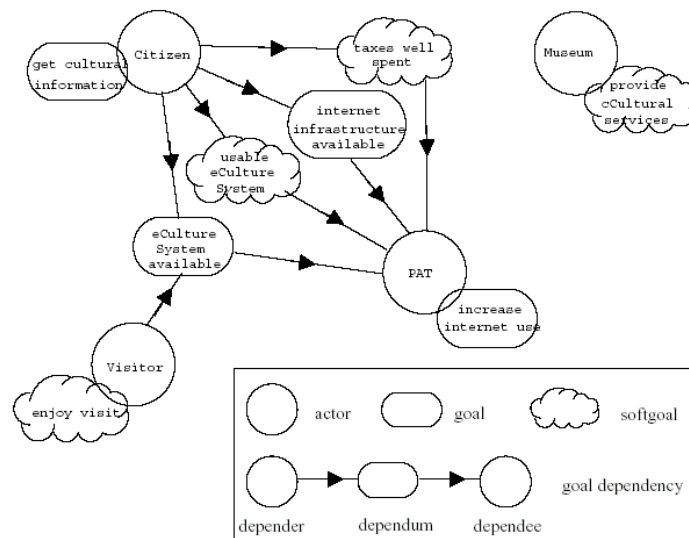 get cultural
information
Citizen
taxes well
spent
Museum
provide
cCultural
services
internet
infrastructure
available
usable
eCulture
System
eCulture
System
available
PAT
increase
internet use
Visitor
enjoy visit
actor
goal
softgoal
goal dependency
depender
dependum
dependee